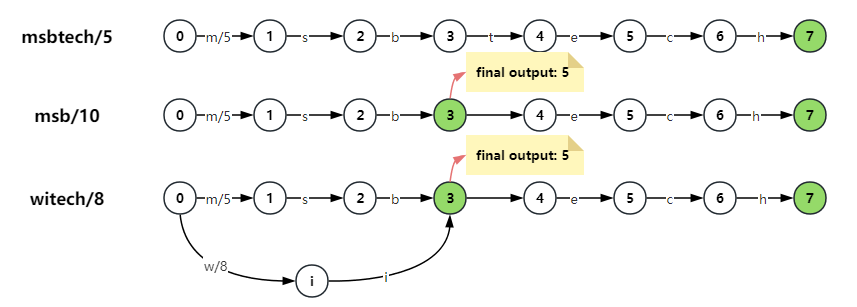 msbtech/5 0 m/5 1 s 2 b 3 t 4 e 5 c 6 h 7
final output: 5
msb/10 0 m/5 1 s 2 b 3 4 e 5 c 6 h 7
final output: 5
witech/8 0 m/5 1 s 2 b 3 4 e 5 c 6 h 7
w/8 i i